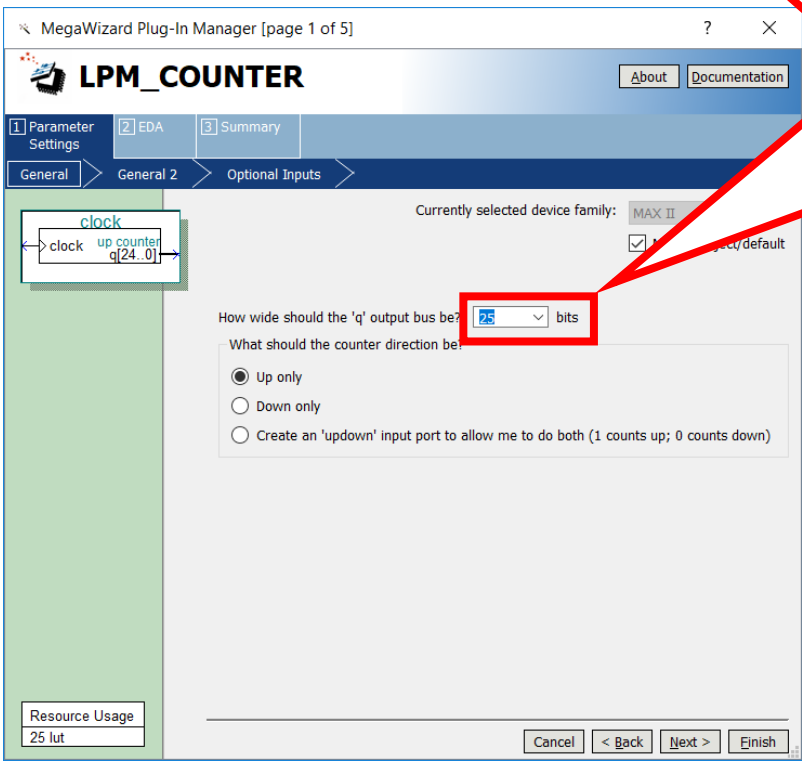 MegaWizard Plug-In Manager [page 1 of 5]
? ×
LPM_COUNTER
About Documentation
1 Parameter Settings 2 EDA 3 Summary
General General 2 Optional Inputs
Currently selected device family: MAX II
/default
clock
clock up counter
q[24..0]
How wide should the 'q' output bus be? 25 bits
What should the counter direction be?
Up only
Down only
Create an 'updown' input port to allow me to do both (1 counts up; 0 counts down)
Resource Usage
25 lut
Cancel < Back Next > Finish